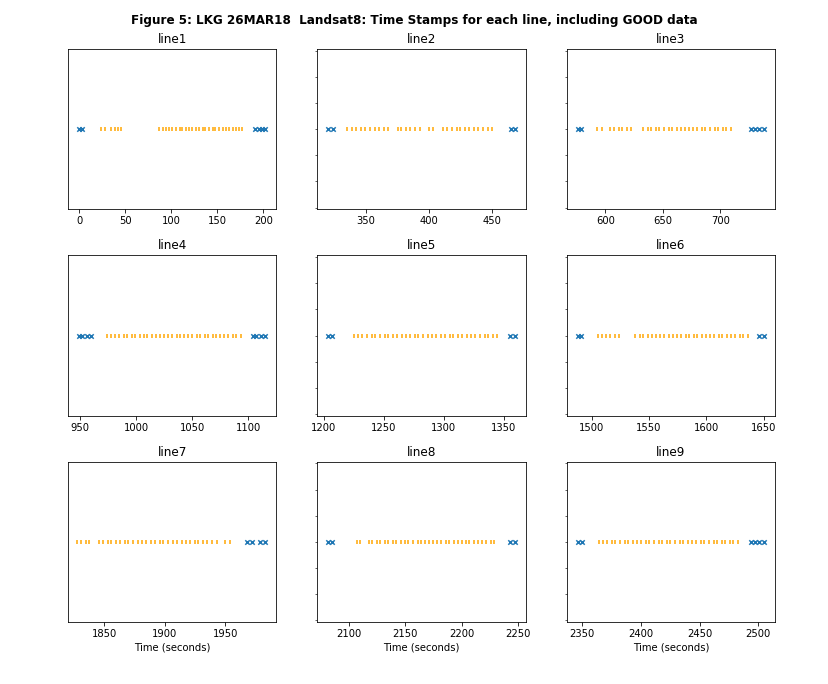 Figure 5: LKG 26MAR18  Landsat8: Time Stamps for each line, including GOOD data
line1 line2 line3
0 50 100 150 200 350 400 450 600 650 700
line4 line5 line6
950 1000 1050 1100 1200 1250 1300 1350 1500 1550 1600 1650
line7 line8 line9
1850 1900 1950 2100 2150 2200 2250 2350 2400 2450 2500
Time (seconds) Time (seconds) Time (seconds)